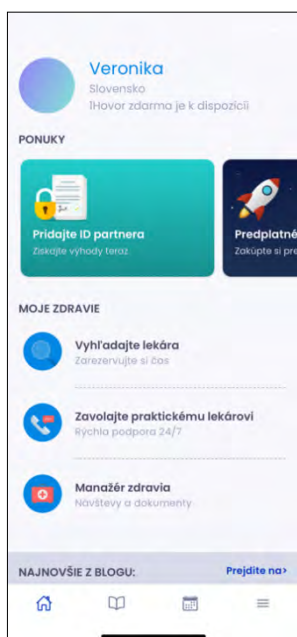 Veronika
Slovensko
1Hovor zdarma je k dispozícii
PONUKY
Pridajte ID partnera
Získajte výhody teraz
Predplatné
Zakúpte si pre
MOJE ZDRAVIE
Vyhľadajte lekára
Zarezervujte si čas
Zavolajte praktickému lekárovi
Rýchla podpora 24/7
Manažér zdravia
Návštevy a dokumenty
NAJNOVŠIE Z BLOGU:
Prejdite na>